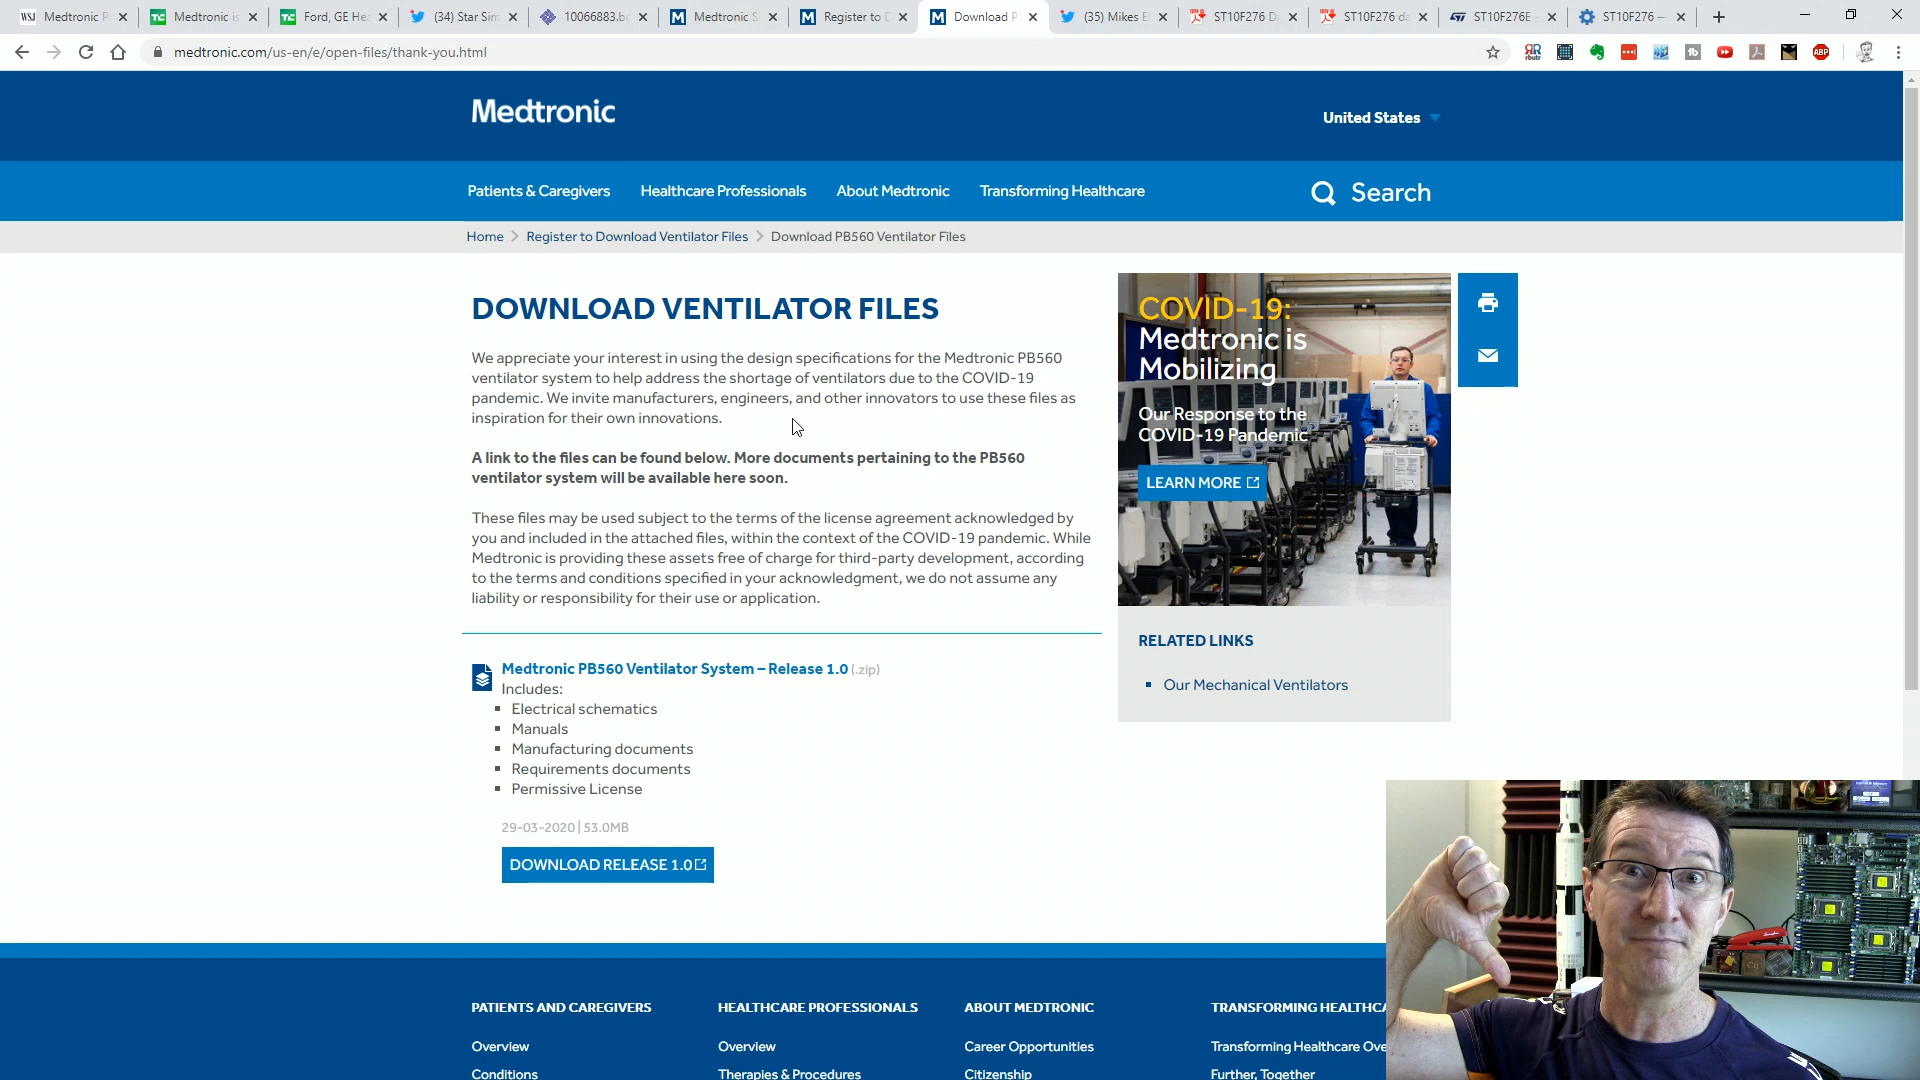 WSJ Medtronic P
TC Medtronic is
TC Ford, GE He
(34) Star Sim
10066883.b
M Medtronic S
M Register to D
M Download P
(35) Mikes E
ST10F276 D
ST10F276 da
ST10F276E -
ST10F276 —
medtronic.com/us-en/e/open-files/thank-you.html
ABP
Medtronic
United States
Patients & Caregivers
Healthcare Professionals
About Medtronic
Transforming Healthcare
Search
Home > Register to Download Ventilator Files > Download PB560 Ventilator Files
DOWNLOAD VENTILATOR FILES
We appreciate your interest in using the design specifications for the Medtronic PB560
ventilator system to help address the shortage of ventilators due to the COVID-19
pandemic. We invite manufacturers, engineers, and other innovators to use these files as
inspiration for their own innovations.
A link to the files can be found below. More documents pertaining to the PB560
ventilator system will be available here soon.
These files may be used subject to the terms of the license agreement acknowledged by
you and included in the attached files, within the context of the COVID-19 pandemic. While
Medtronic is providing these assets free of charge for third-party development, according
to the terms and conditions specified in your acknowledgment, we do not assume any
liability or responsibility for their use or application.
Medtronic PB560 Ventilator System – Release 1.0 (.zip)
Includes:
Electrical schematics
Manuals
Manufacturing documents
Requirements documents
Permissive License
29-03-2020 | 53.0MB
DOWNLOAD RELEASE 1.0
COVID-19:
Medtronic is
Mobilizing
Our Response to the
COVID-19 Pandemic
LEARN MORE
RELATED LINKS
Our Mechanical Ventilators
PATIENTS AND CAREGIVERS
Overview
Conditions
HEALTHCARE PROFESSIONALS
Overview
Therapies & Procedures
ABOUT MEDTRONIC
Career Opportunities
Citizenship
TRANSFORMING HEALTHCA
Transforming Healthcare Ove
Further, Together